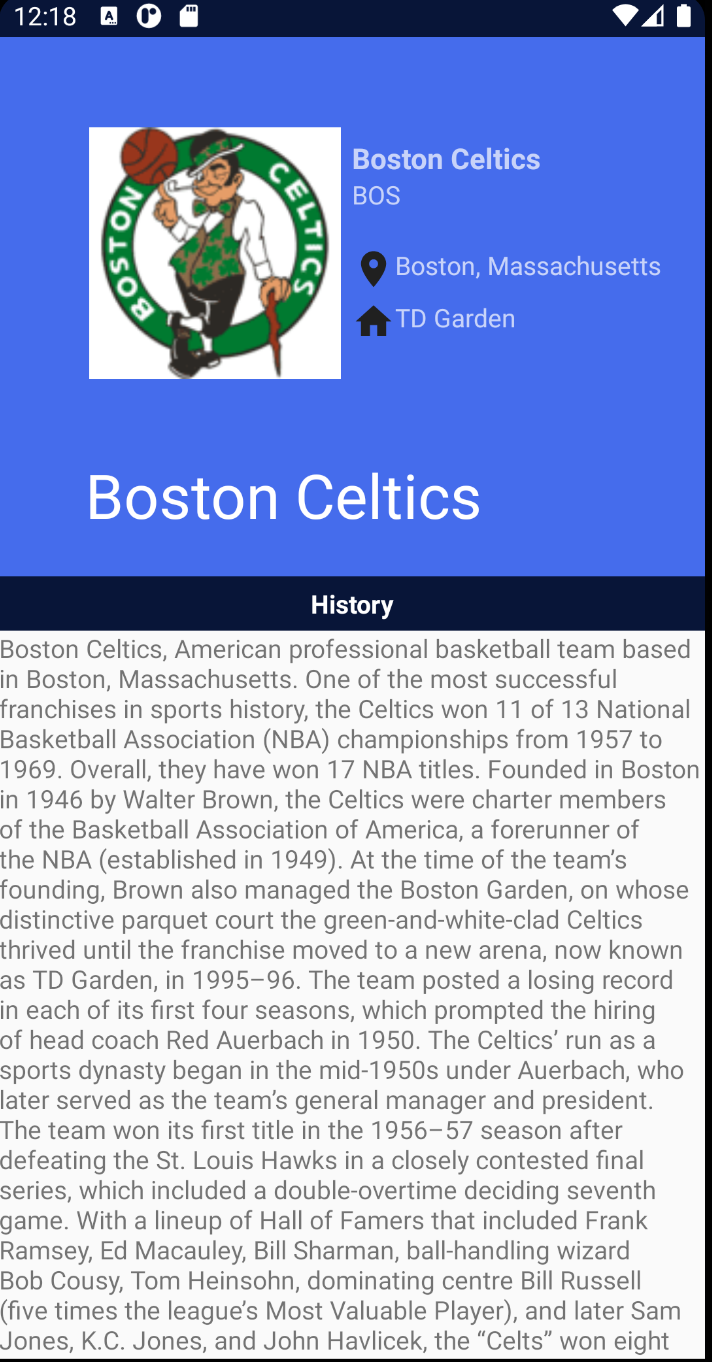 12:18
A
BOSTON CELTICS
Boston Celtics
BOS
Boston, Massachusetts
TD Garden
Boston Celtics
History
Boston Celtics, American professional basketball team based
in Boston, Massachusetts. One of the most successful
franchises in sports history, the Celtics won 11 of 13 National
Basketball Association (NBA) championships from 1957 to
1969. Overall, they have won 17 NBA titles. Founded in Boston
in 1946 by Walter Brown, the Celtics were charter members
of the Basketball Association of America, a forerunner of
the NBA (established in 1949). At the time of the team’s
founding, Brown also managed the Boston Garden, on whose
distinctive parquet court the green-and-white-clad Celtics
thrived until the franchise moved to a new arena, now known
as TD Garden, in 1995–96. The team posted a losing record
in each of its first four seasons, which prompted the hiring
of head coach Red Auerbach in 1950. The Celtics’ run as a
sports dynasty began in the mid-1950s under Auerbach, who
later served as the team’s general manager and president.
The team won its first title in the 1956–57 season after
defeating the St. Louis Hawks in a closely contested final
series, which included a double-overtime deciding seventh
game. With a lineup of Hall of Famers that included Frank
Ramsey, Ed Macauley, Bill Sharman, ball-handling wizard
Bob Cousy, Tom Heinsohn, dominating centre Bill Russell
(five times the league’s Most Valuable Player), and later Sam
Jones, K.C. Jones, and John Havlicek, the “Celts” won eight